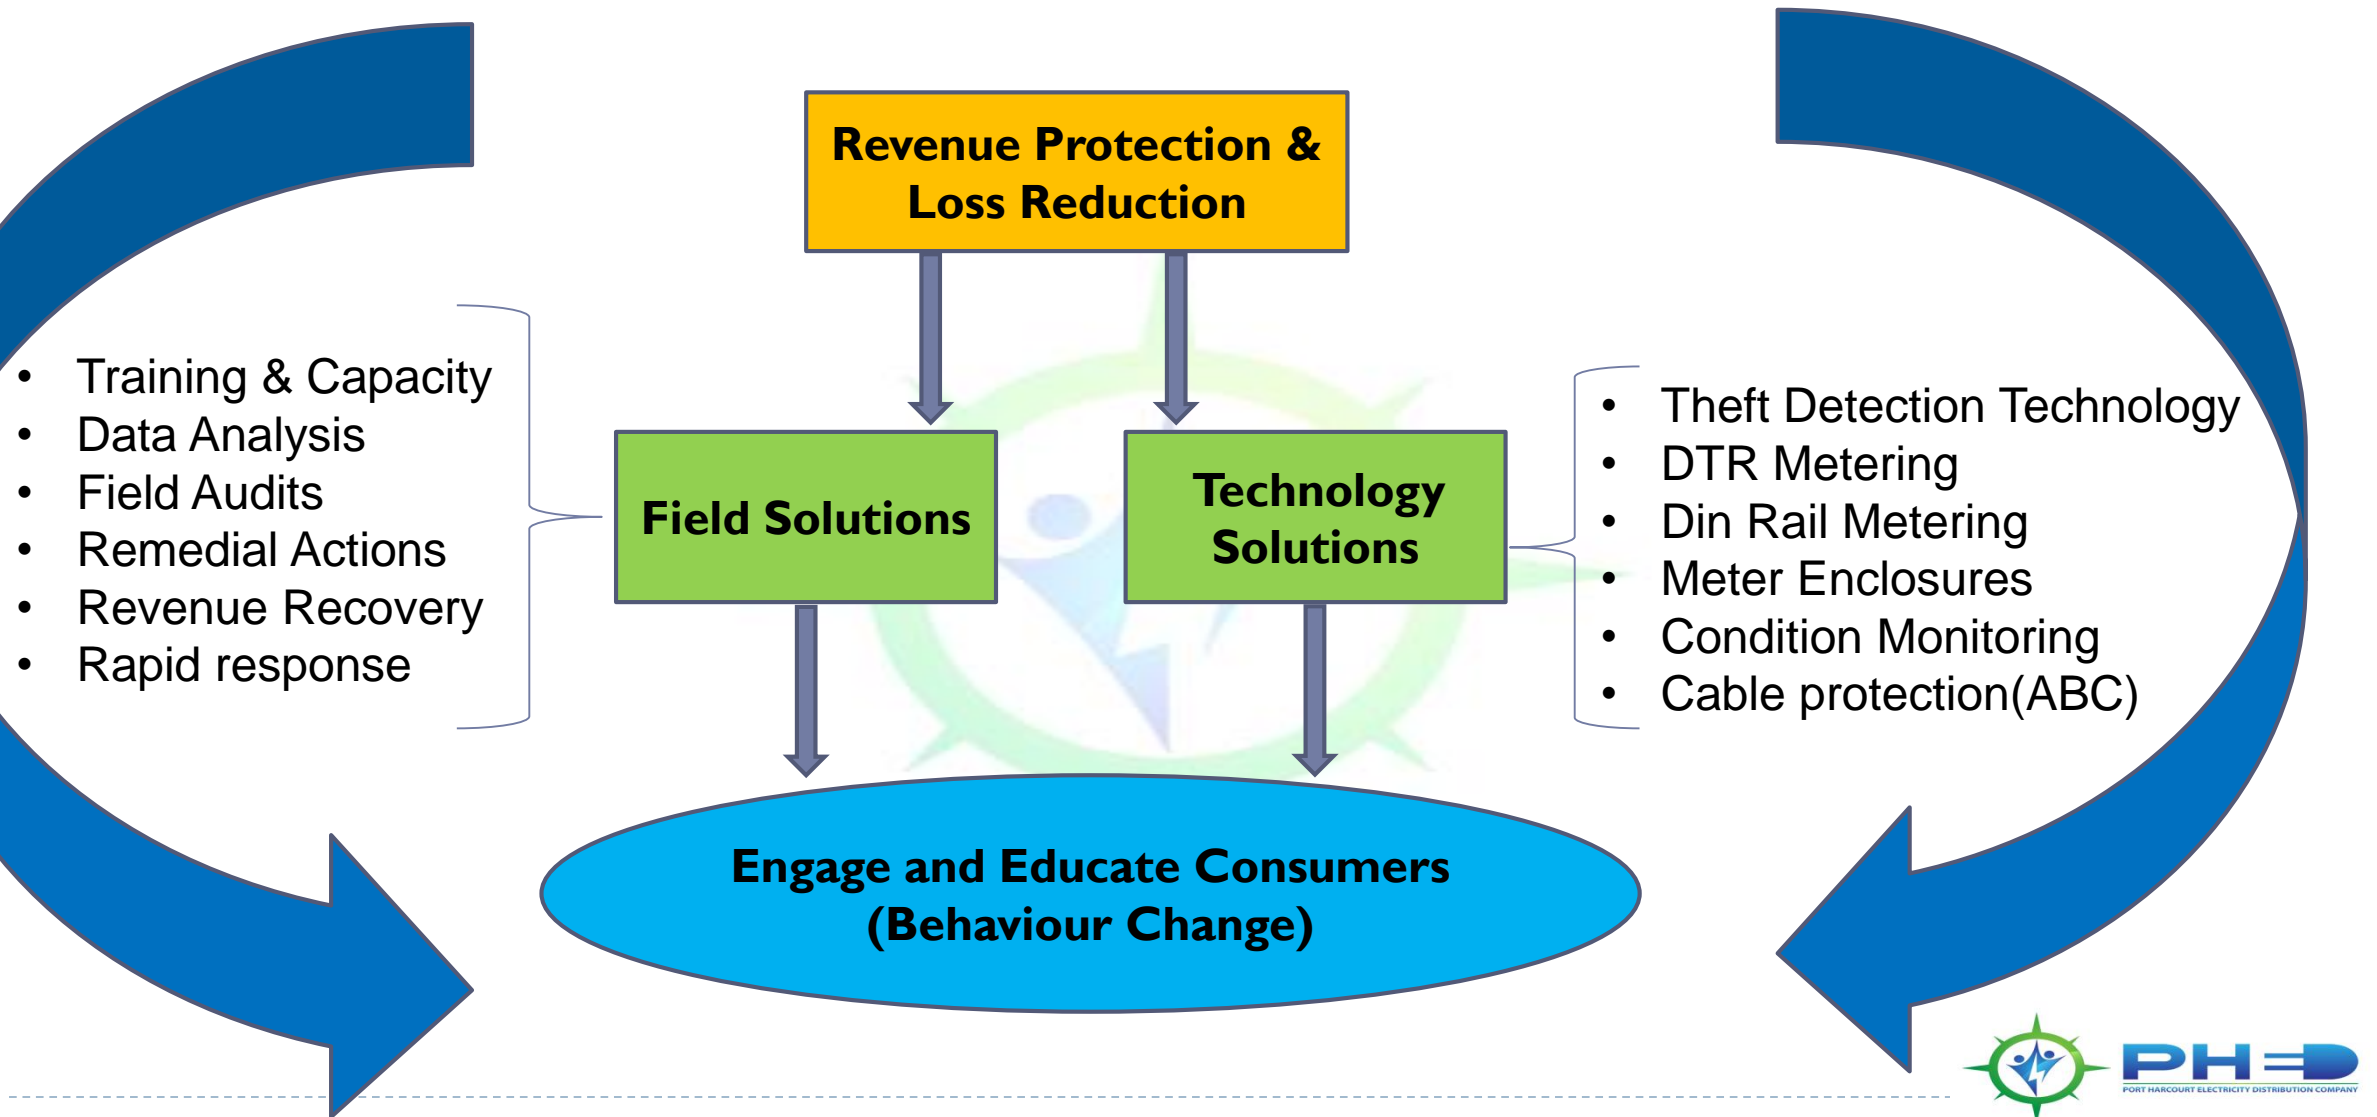 Revenue Protection &
Loss Reduction
• Training & Capacity
• Data Analysis
• Field Audits
• Remedial Actions
• Revenue Recovery
• Rapid response
Field Solutions
Technology
Solutions
• Theft Detection Technology
• DTR Metering
• Din Rail Metering
• Meter Enclosures
• Condition Monitoring
• Cable protection(ABC)
Engage and Educate Consumers
(Behaviour Change)
PHED
PORT HARCOURT ELECTRICITY DISTRIBUTION COMPANY